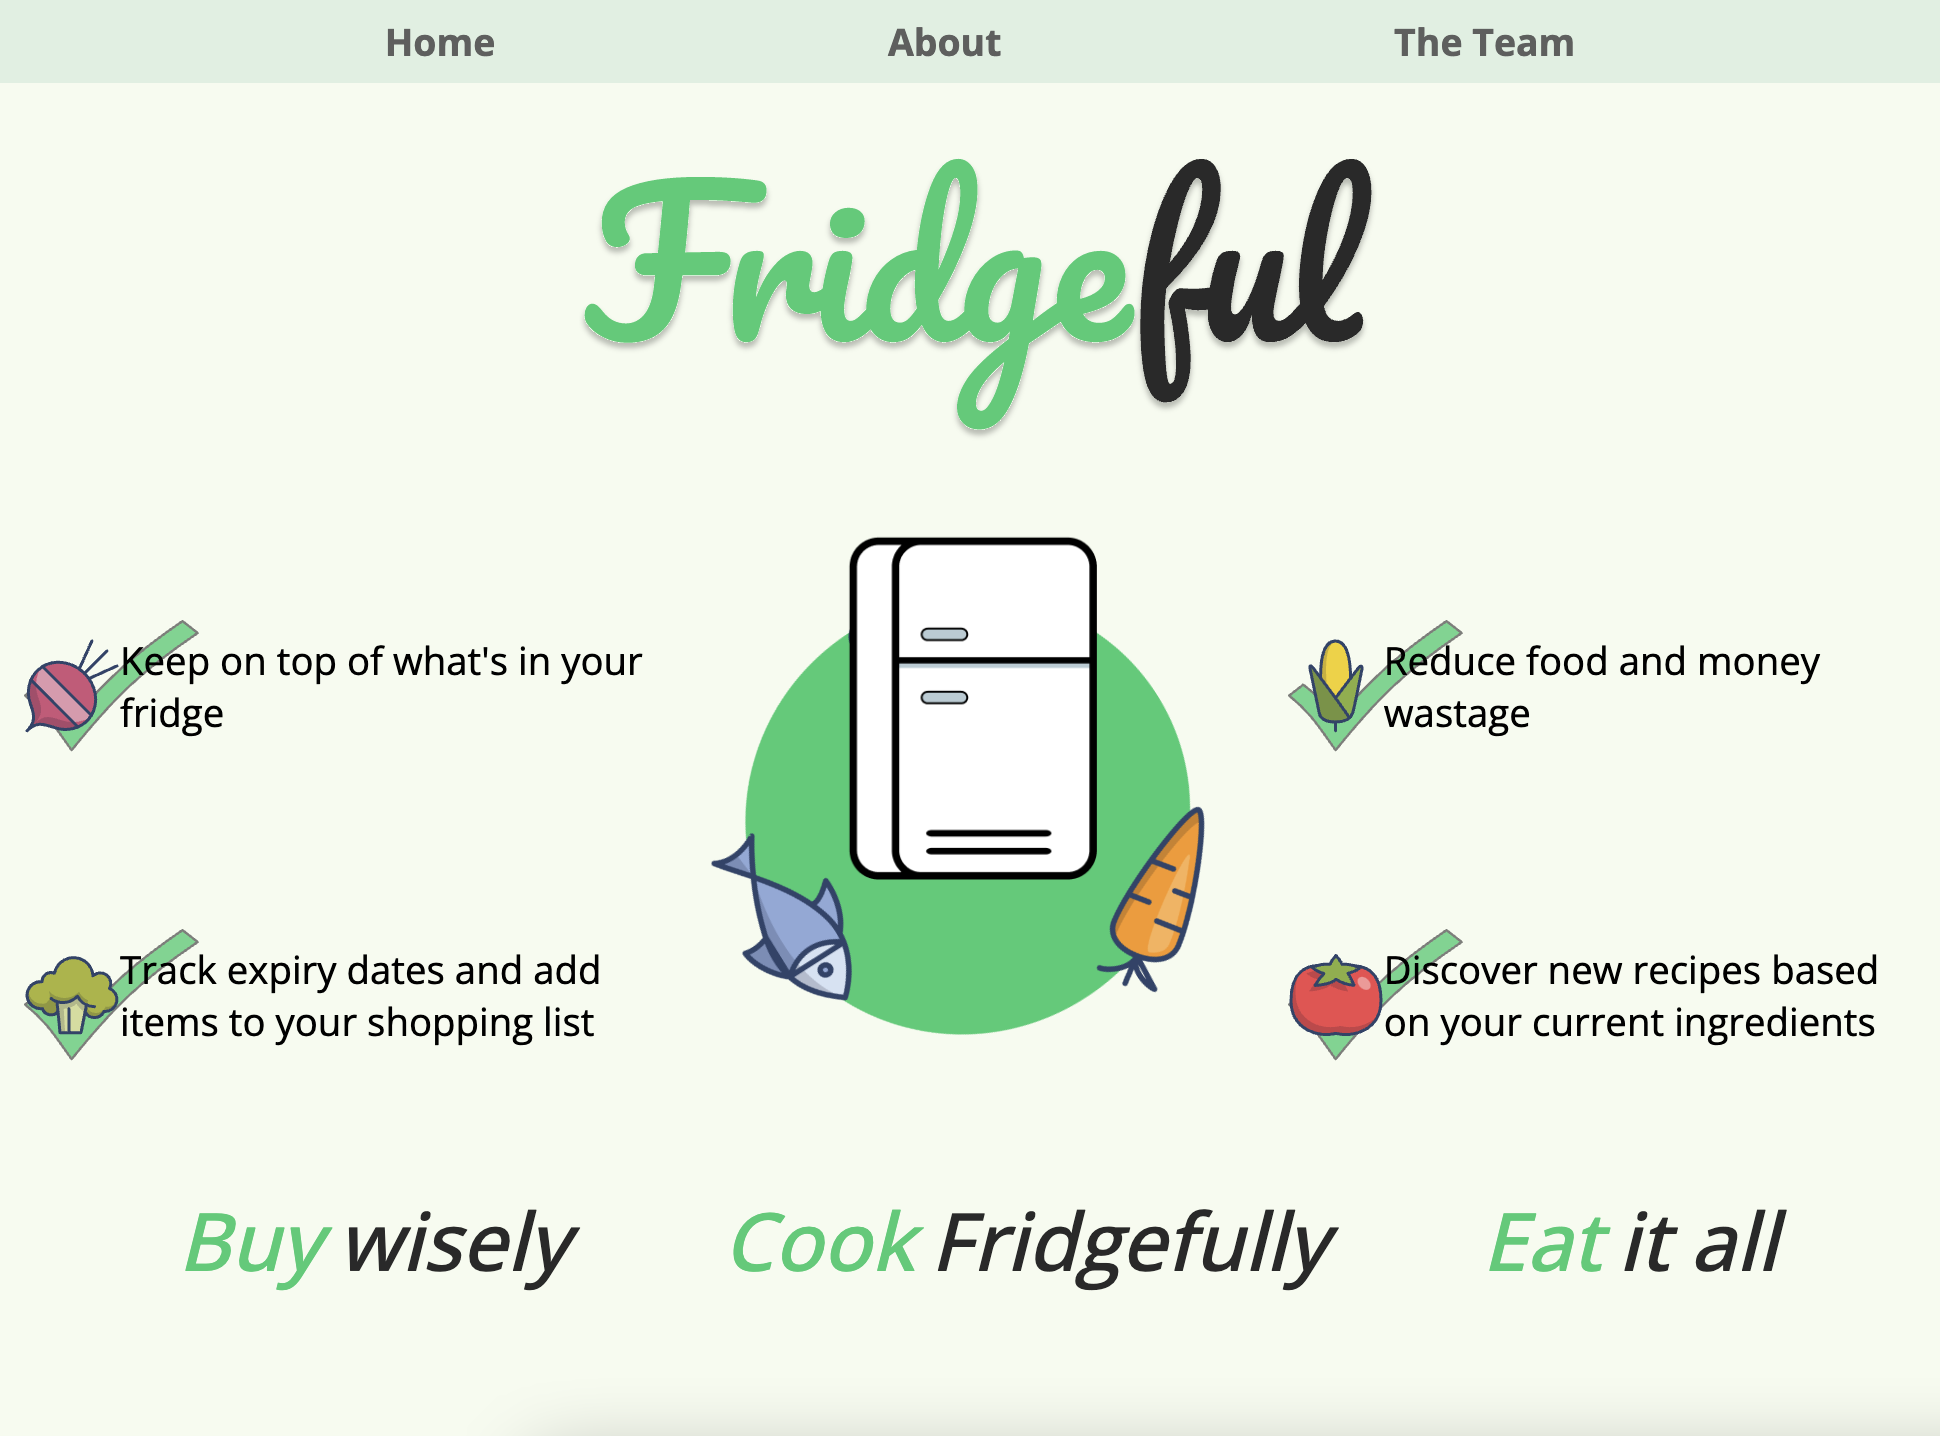 Home
About
The Team
Fridgeful
Keep on top of what's in your
fridge
Reduce food and money
wastage
Track expiry dates and add
items to your shopping list
Discover new recipes based
on your current ingredients
Buy wisely
Cook Fridgefully
Eat it all